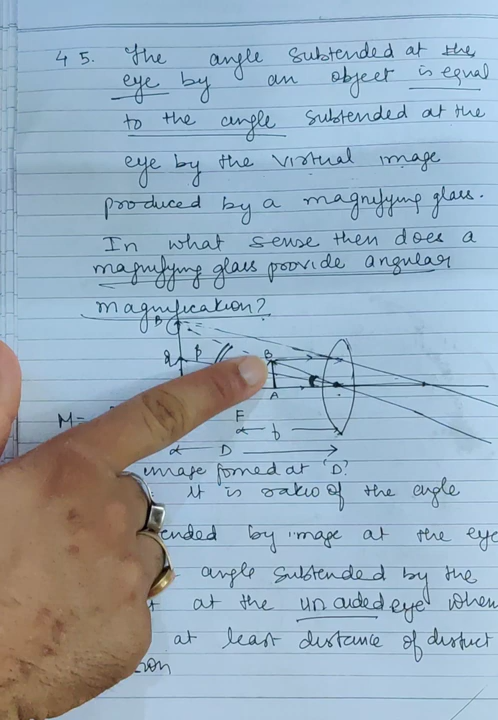 45. The angle subtended at the
eye by an object is equal
to the angle subtended at the
eye by the virtual image
produced by a magnifying glass.
In what sense then does a
magnifying glass provide angular
magnification?
B'
B
A
F
f
M=
D
image formed at 'D'?
it is ratio of the angle
ended by image at the eye
angle subtended by the
at the unaided eye when
at least distance of distuct